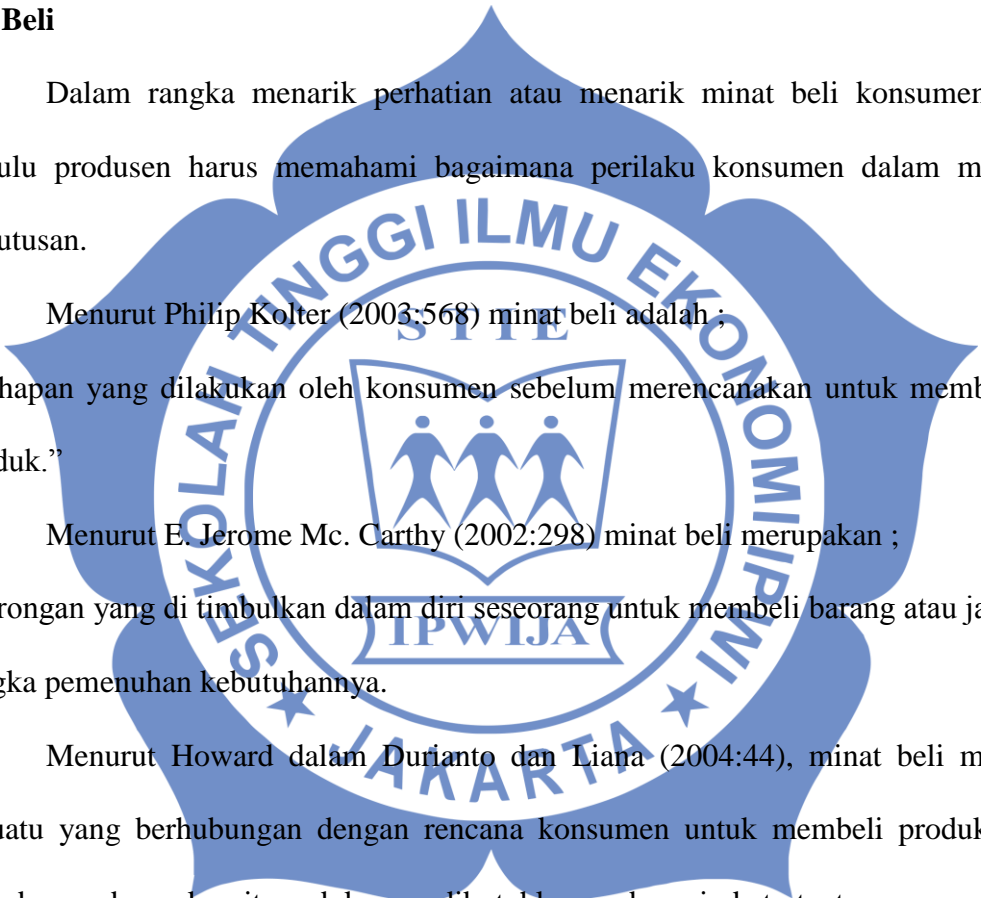 Beli
Dalam rangka menarik perhatian atau menarik minat beli konsumen
ulu produsen harus memahami bagaimana perilaku konsumen dalam m
utusan.
Menurut Philip Kolter (2003:568) minat beli adalah ;
hapan yang dilakukan oleh konsumen sebelum merencanakan untuk memb
duk.”
Menurut E. Jerome Mc. Carthy (2002:298) minat beli merupakan ;
rongan yang di timbulkan dalam diri seseorang untuk membeli barang atau ja
gka pemenuhan kebutuhannya.
Menurut Howard dalam Durianto dan Liana (2004:44), minat beli m
uatu yang berhubungan dengan rencana konsumen untuk membeli produk
SEKOLAH TINGGI ILMU EKONOMI IPWI
JAKARTA
STIE
IPWIJA